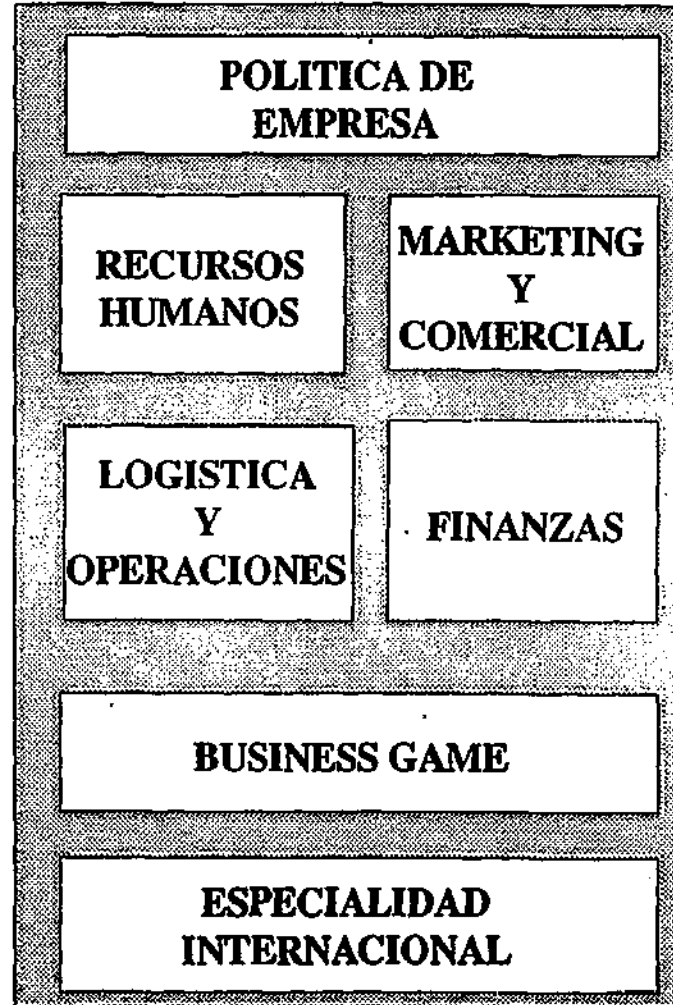 POLITICA DE
EMPRESA
RECURSOS
HUMANOS
MARKETING
Y
COMERCIAL
LOGISTICA
Y
OPERACIONES
FINANZAS
BUSINESS GAME
ESPECIALIDAD
INTERNACIONAL